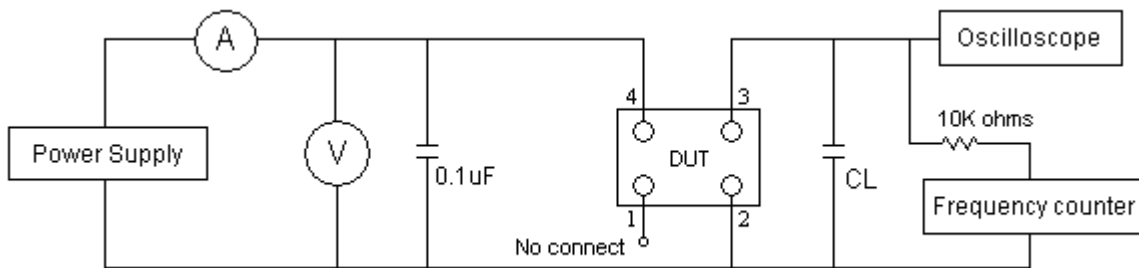 A
Oscilloscope
4
3
10K ohms
Power Supply
V
0.1uF
DUT
CL
1
2
Frequency counter
No connect